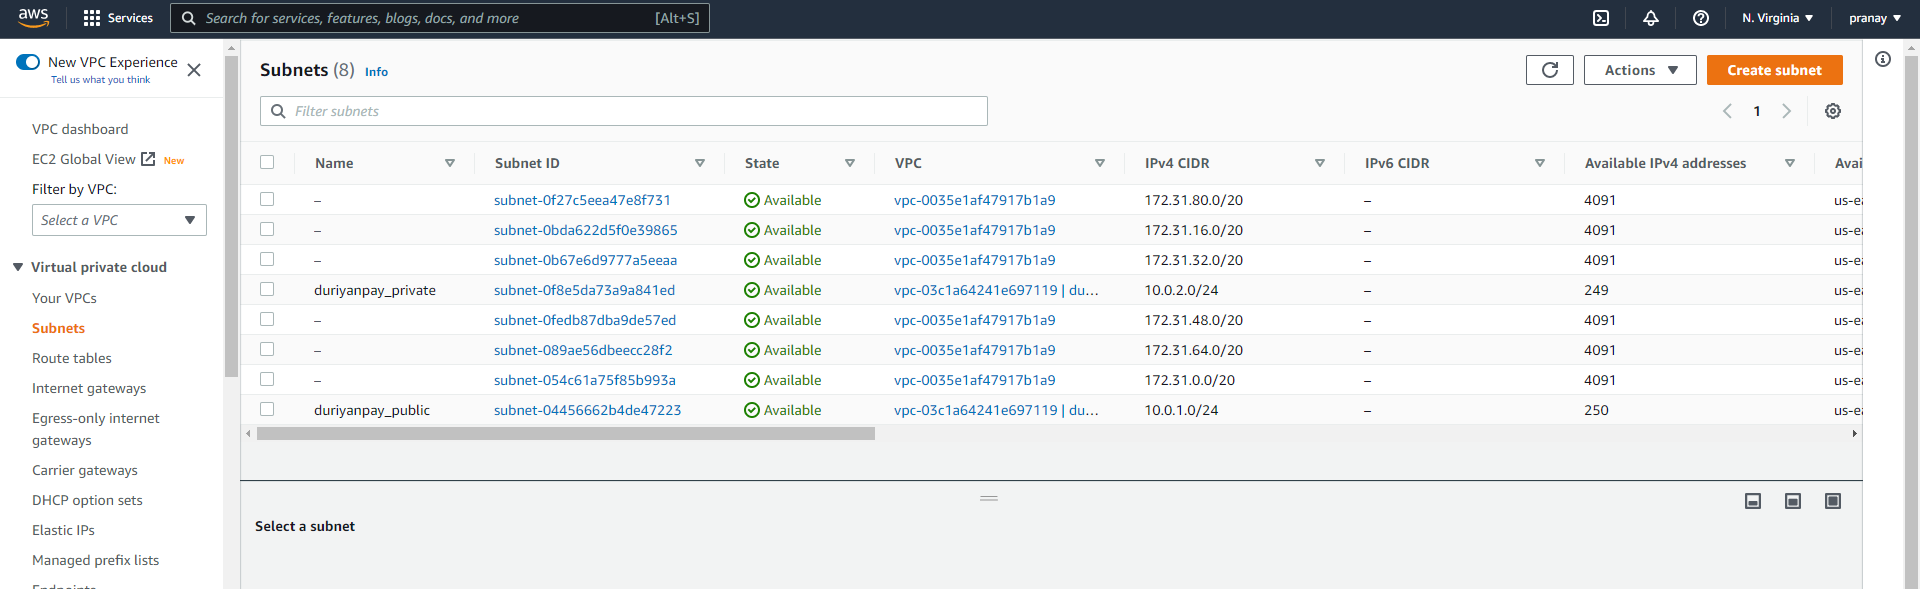 aws Services Search for services, features, blogs, docs, and more [Alt+S] N. Virginia pranay
New VPC Experience
Tell us what you think
VPC dashboard
EC2 Global View New
Filter by VPC:
Select a VPC
Virtual private cloud
Your VPCs
Subnets
Route tables
Internet gateways
Egress-only internet
gateways
Carrier gateways
DHCP option sets
Elastic IPs
Managed prefix lists
Endpoints
Subnets (8) Info
Actions Create subnet
Filter subnets
1
Name Subnet ID State VPC IPv4 CIDR IPv6 CIDR Available IPv4 addresses Avai
– subnet-0f27c5eea47e8f731 Available vpc-0035e1af47917b1a9 172.31.80.0/20 – 4091 us-ea
– subnet-0bda622d5f0e39865 Available vpc-0035e1af47917b1a9 172.31.16.0/20 – 4091 us-ea
– subnet-0b67e6d9777a5eeaa Available vpc-0035e1af47917b1a9 172.31.32.0/20 – 4091 us-ea
duriyanpay_private subnet-0f8e5da73a9a841ed Available vpc-03c1a64241e697119 | du... 10.0.2.0/24 – 249 us-ea
– subnet-0fedb87dba9de57ed Available vpc-0035e1af47917b1a9 172.31.48.0/20 – 4091 us-ea
– subnet-089ae56dbeecc28f2 Available vpc-0035e1af47917b1a9 172.31.64.0/20 – 4091 us-ea
– subnet-054c61a75f85b993a Available vpc-0035e1af47917b1a9 172.31.0.0/20 – 4091 us-ea
duriyanpay_public subnet-04456662b4de47223 Available vpc-03c1a64241e697119 | du... 10.0.1.0/24 – 250 us-ea
Select a subnet